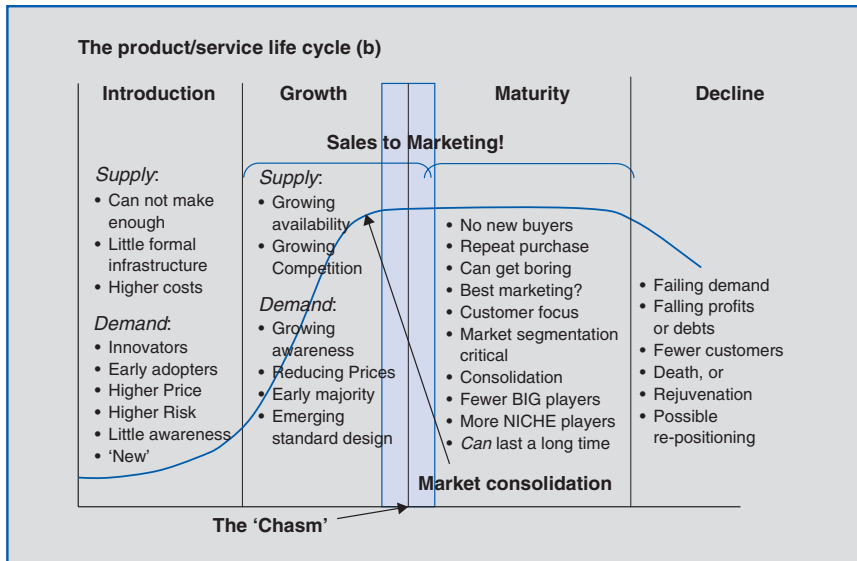 The product/service life cycle (b)
Introduction
Growth
Maturity
Decline
Sales to Marketing!
Supply:
• Can not make
enough
• Little formal
infrastructure
• Higher costs
Demand:
• Innovators
• Early adopters
• Higher Price
• Higher Risk
• Little awareness
• ‘New’
Supply:
• Growing
availability
• Growing
Competition
Demand:
• Growing
awareness
• Reducing Prices
• Early majority
• Emerging
standard design
• No new buyers
• Repeat purchase
• Can get boring
• Best marketing?
• Customer focus
• Market segmentation
critical
• Consolidation
• Fewer BIG players
• More NICHE players
• Can last a long time
• Failing demand
• Falling profits
or debts
• Fewer customers
• Death, or
• Rejuvenation
• Possible
re-positioning
Market consolidation
The ‘Chasm’